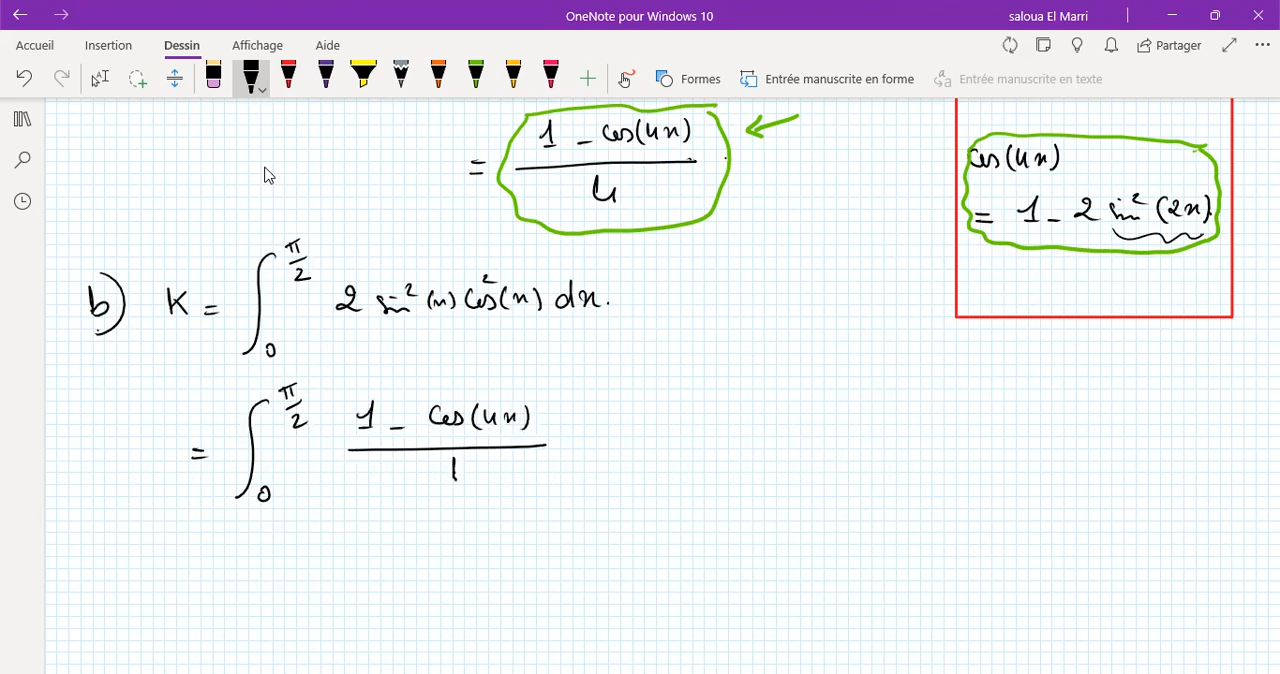 OneNote pour Windows 10
saloua El Marri
Accueil Insertion Dessin Affichage Aide
Partager
Formes Entrée manuscrite en forme Entrée manuscrite en texte
= (1 - cos(4x)) / 4
cos(4x)
= 1 - 2 sin²(2x)
b) K = ∫₀^(π/2) 2 sin²(x) cos²(x) dx.
= ∫₀^(π/2) (1 - cos(4x)) /